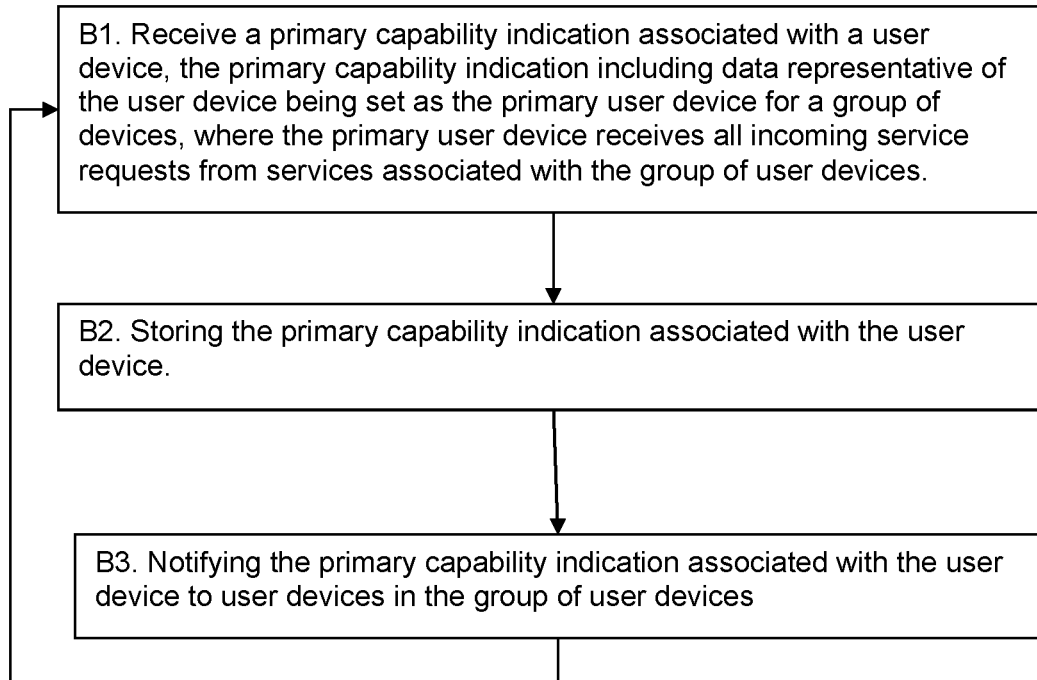 B1. Receive a primary capability indication associated with a user
device, the primary capability indication including data representative of
the user device being set as the primary user device for a group of
devices, where the primary user device receives all incoming service
requests from services associated with the group of user devices.
B2. Storing the primary capability indication associated with the user
device.
B3. Notifying the primary capability indication associated with the user
device to user devices in the group of user devices